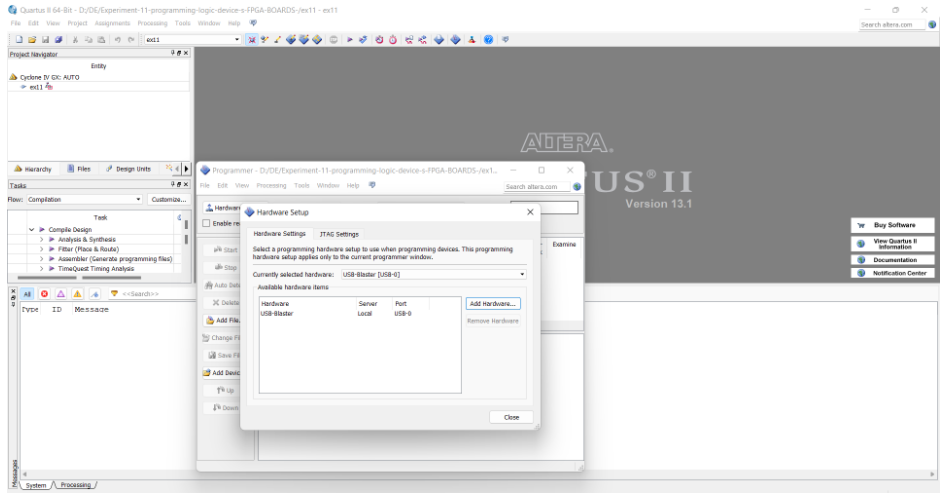 Quartus II 64-Bit - D:/DE/Experiment-11-programming-logic-device-s-FPGA-BOARDS-/ex11 - ex11
File Edit View Project Assignments Processing Tools Window Help
Search altera.com
ex11
Project Navigator
Entity
Cyclone IV GX: AUTO
ex11
Hierarchy Files Design Units
Tasks
Flow: Compilation Customize...
Task
Compile Design
Analysis & Synthesis
Fitter (Place & Route)
Assembler (Generate programming files)
TimeQuest Timing Analysis
ALTERA.
US® II
Version 13.1
Buy Software
View Quartus II
Information
Documentation
Notification Center
Programmer - D:/DE/Experiment-11-programming-logic-device-s-FPGA-BOARDS-/ex1...
File Edit View Processing Tools Window Help
Search altera.com
Hardware
Enable re
Start
Stop
Auto Det
Delete
Add File.
Change Fi
Save Fil
Add Devic
Up
Down
Examine
Hardware Setup
Hardware Settings JTAG Settings
Select a programming hardware setup to use when programming devices. This programming
hardware setup applies only to the current programmer window.
Currently selected hardware: USB-Blaster [USB-0]
Available hardware items
Hardware Server Port
USB-Blaster Local USB-0
Add Hardware...
Remove Hardware
Close
All <<Search>>
Type ID Message
Messages
System Processing